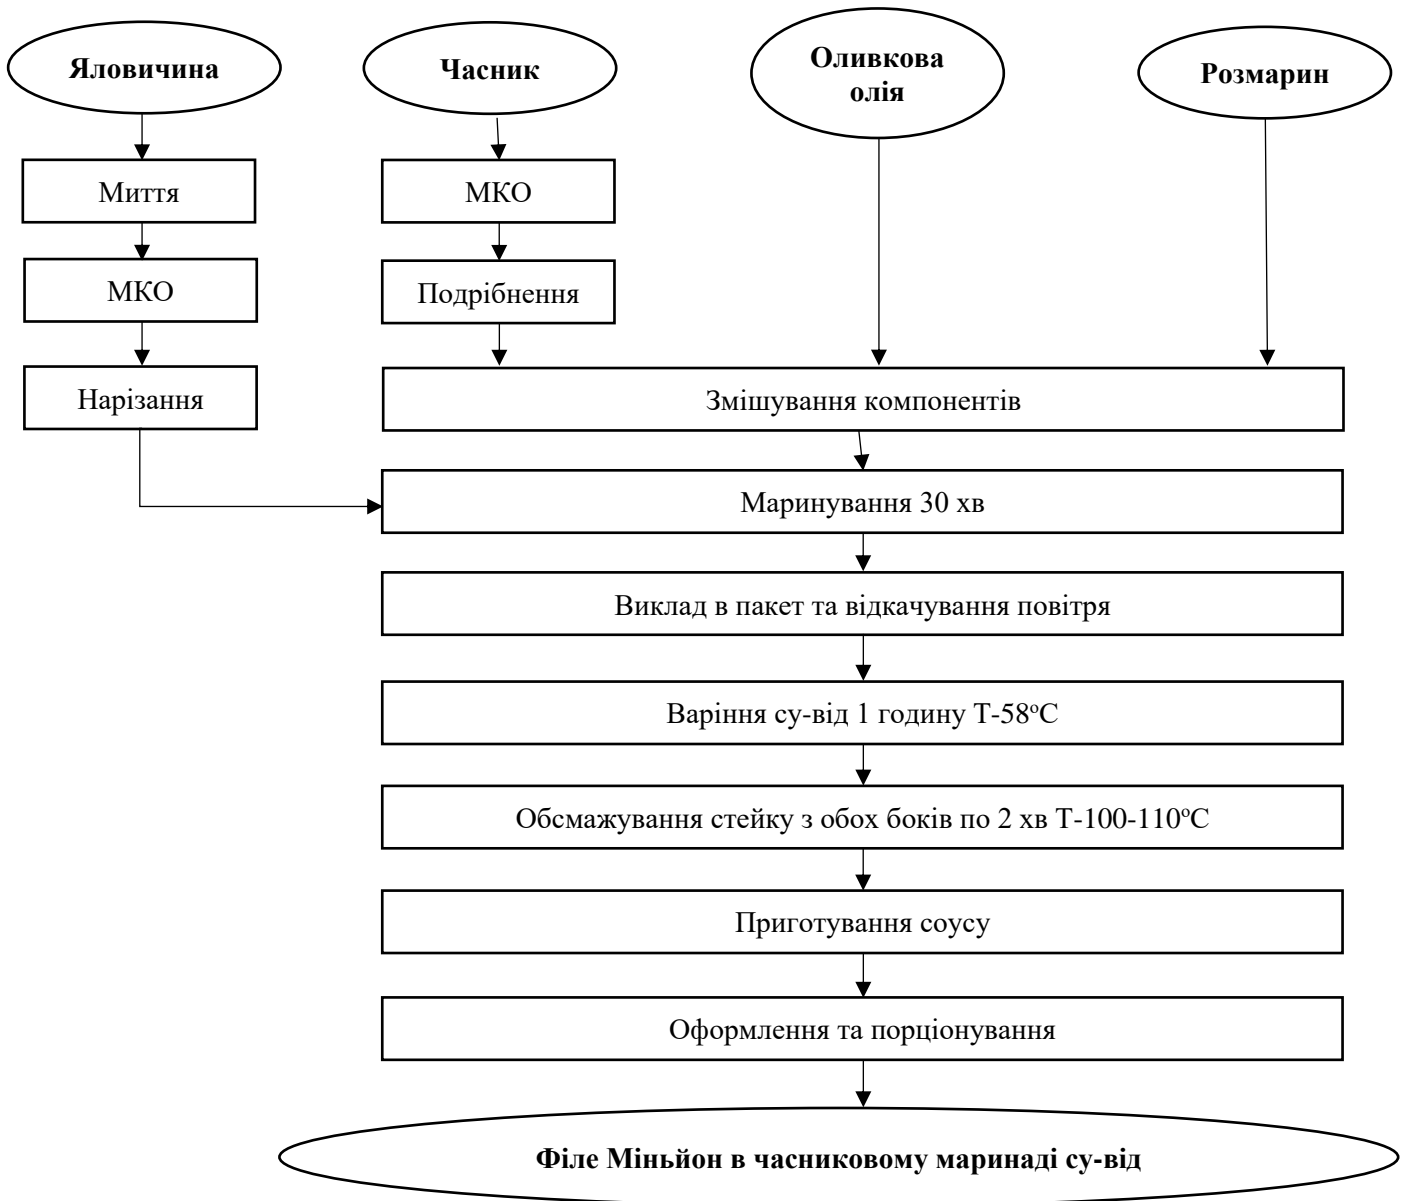 Яловичина
Часник
Оливкова
олія
Розмарин
Миття
МКО
МКО
Подрібнення
Нарізання
Змішування компонентів
Маринування 30 хв
Виклад в пакет та відкачування повітря
Варіння су-від 1 годину Т-58ºС
Обсмажування стейку з обох боків по 2 хв Т-100-110ºС
Приготування соусу
Оформлення та порціонування
Філе Міньйон в часниковому маринаді су-від